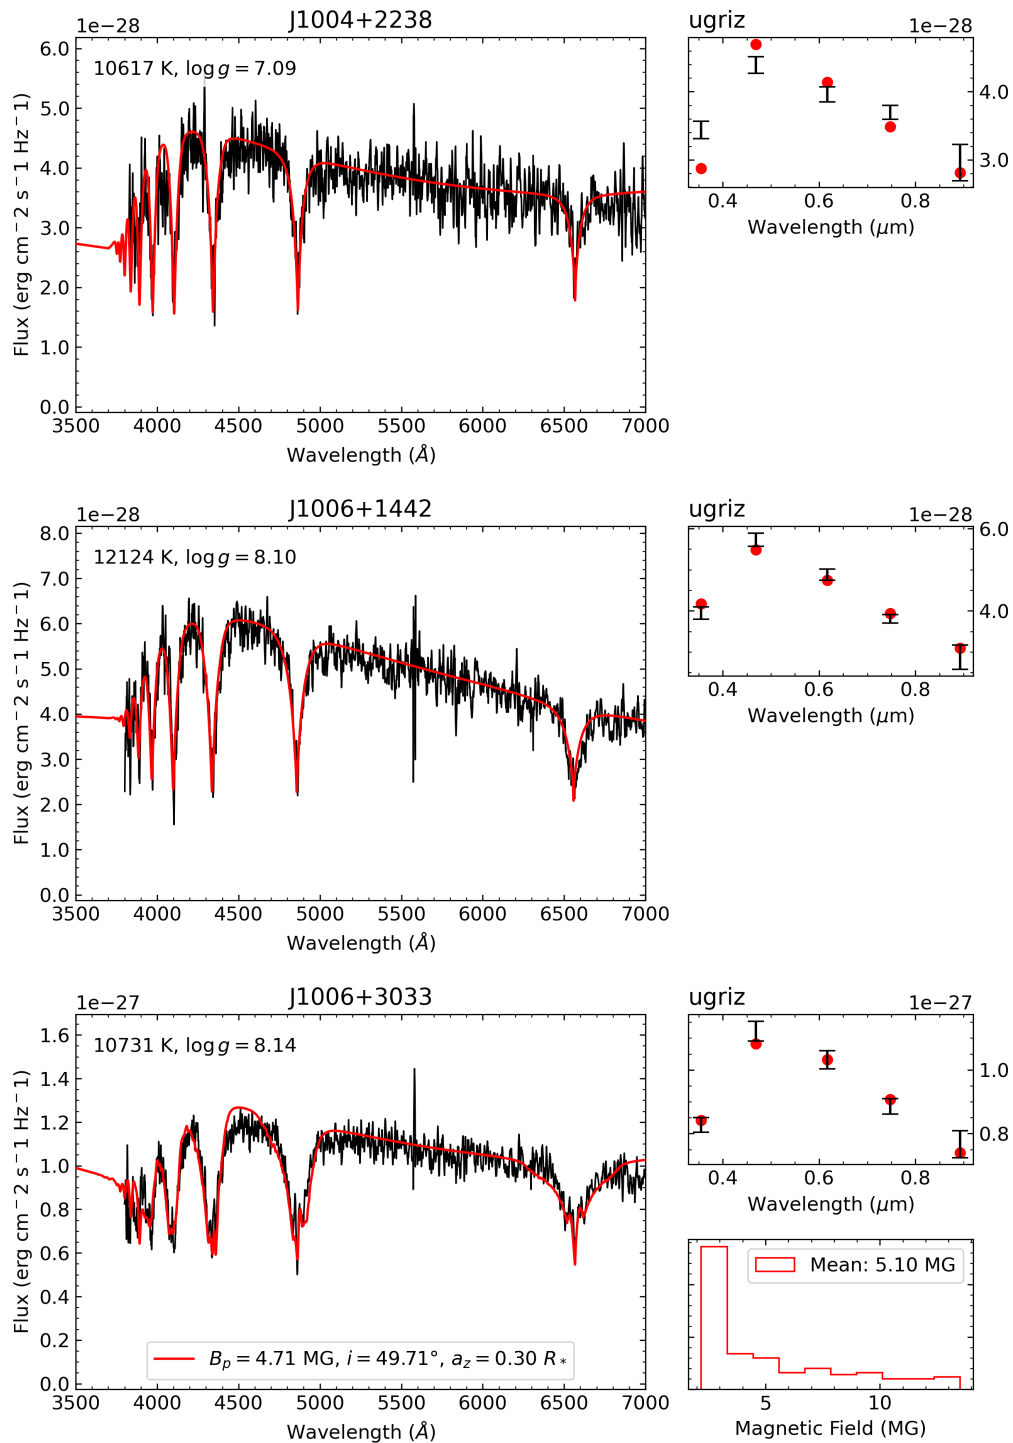 J1004+2238
1e−28
10617 K, log g = 7.09
6.0
5.0
4.0
3.0
2.0
1.0
0.0
3500 4000 4500 5000 5500 6000 6500 7000
Wavelength (Å)
Flux (erg cm−2 s−1 Hz−1)
ugriz
1e−28
4.0
3.0
0.4 0.6 0.8
Wavelength (μm)
J1006+1442
1e−28
12124 K, log g = 8.10
8.0
7.0
6.0
5.0
4.0
3.0
2.0
1.0
0.0
3500 4000 4500 5000 5500 6000 6500 7000
Wavelength (Å)
Flux (erg cm−2 s−1 Hz−1)
ugriz
1e−28
6.0
4.0
0.4 0.6 0.8
Wavelength (μm)
J1006+3033
1e−27
10731 K, log g = 8.14
1.6
1.4
1.2
1.0
0.8
0.6
0.4
0.2
0.0
B_p = 4.71 MG, i = 49.71°, a_z = 0.30 R_*
3500 4000 4500 5000 5500 6000 6500 7000
Wavelength (Å)
Flux (erg cm−2 s−1 Hz−1)
ugriz
1e−27
1.0
0.8
0.4 0.6 0.8
Wavelength (μm)
Mean: 5.10 MG
5 10
Magnetic Field (MG)